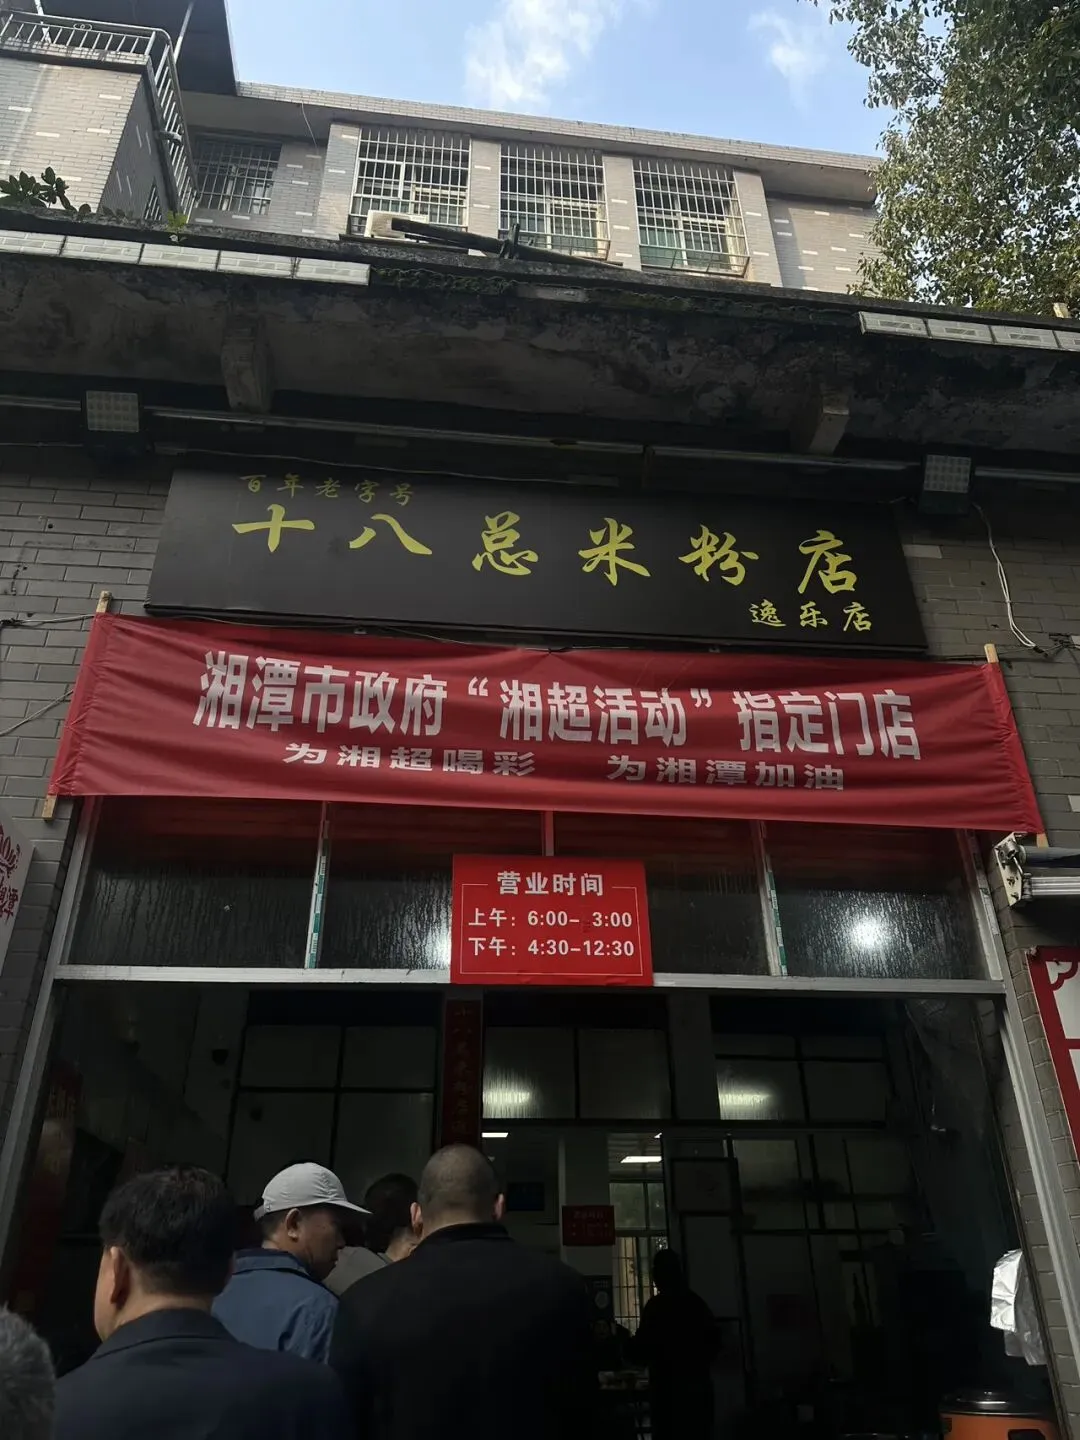 百年老字号
十八总米粉店
逸乐店
湘潭市政府“湘超活动”指定门店
为湘超喝彩 为湘潭加油
营业时间
上午：6:00-3:00
下午：4:30-12:30